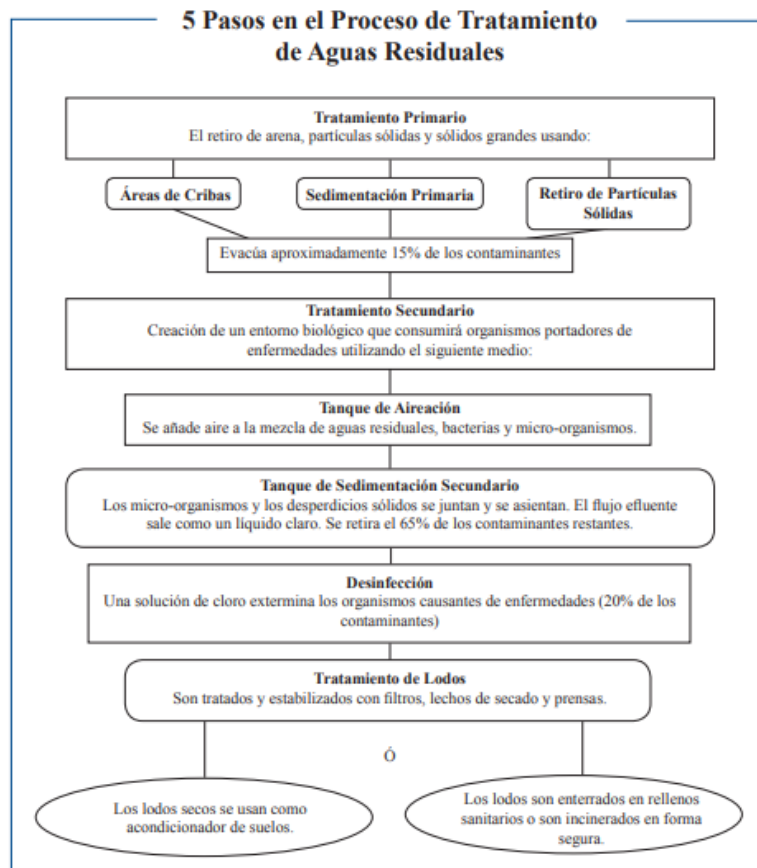 5 Pasos en el Proceso de Tratamiento
de Aguas Residuales
Tratamiento Primario
El retiro de arena, partículas sólidas y sólidos grandes usando:
Áreas de Cribas
Sedimentación Primaria
Retiro de Partículas
Sólidas
Evacúa aproximadamente 15% de los contaminantes
Tratamiento Secundario
Creación de un entorno biológico que consumirá organismos portadores de
enfermedades utilizando el siguiente medio:
Tanque de Aireación
Se añade aire a la mezcla de aguas residuales, bacterias y micro-organismos.
Tanque de Sedimentación Secundario
Los micro-organismos y los desperdicios sólidos se juntan y se asientan. El flujo efluente
sale como un líquido claro. Se retira el 65% de los contaminantes restantes.
Desinfección
Una solución de cloro extermina los organismos causantes de enfermedades (20% de los
contaminantes)
Tratamiento de Lodos
Son tratados y estabilizados con filtros, lechos de secado y prensas.
Ó
Los lodos secos se usan como
acondicionador de suelos.
Los lodos son enterrados en rellenos
sanitarios o son incinerados en forma
segura.